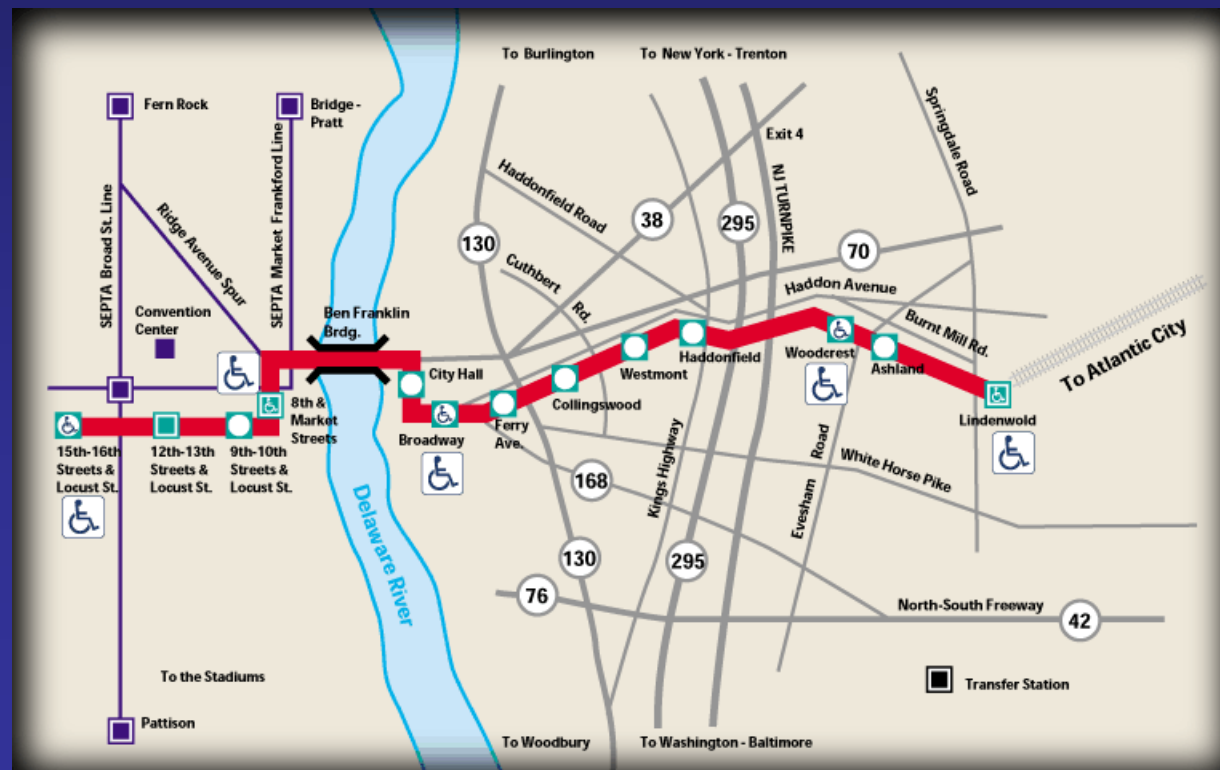 To Burlington
To New York - Trenton
Fern Rock
Bridge -
Pratt
Exit 4
Springdale Road
SEPTA Broad St. Line
Ridge Avenue Spur
SEPTA Market Frankford Line
Haddonfield Road
38
295
NJ TURNPIKE
130
70
Cuthbert
Rd.
Haddon Avenue
Convention
Center
Ben Franklin
Brdg.
Burnt Mill Rd.
To Atlantic City
City Hall
Westmont
Haddonfield
Woodcrest
Ashland
8th &
Market
Streets
Collingswood
Lindenwold
Broadway
Ferry
Ave.
15th-16th
Streets &
Locust St.
12th-13th
Streets &
Locust St.
9th-10th
Streets &
Locust St.
Kings Highway
Evesham Road
White Horse Pike
168
Delaware River
130
295
76
North-South Freeway
42
To the Stadiums
Transfer Station
Pattison
To Woodbury
To Washington - Baltimore